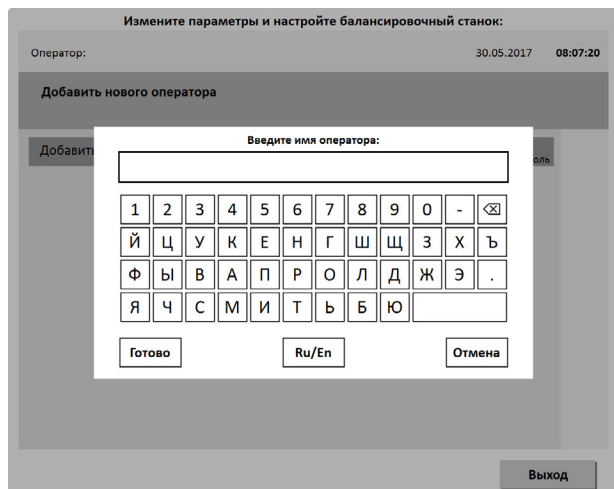 Измените параметры и настройте балансировочный станок:
Оператор: 30.05.2017 08:07:20
Добавить нового оператора
Добавить
оль
Введите имя оператора:
1 2 3 4 5 6 7 8 9 0 - ⌫
Й Ц У К Е Н Г Ш Щ З Х Ъ
Ф Ы В А П Р О Л Д Ж Э .
Я Ч С М И Т Ь Б Ю
Готово Ru/En Отмена
Выход